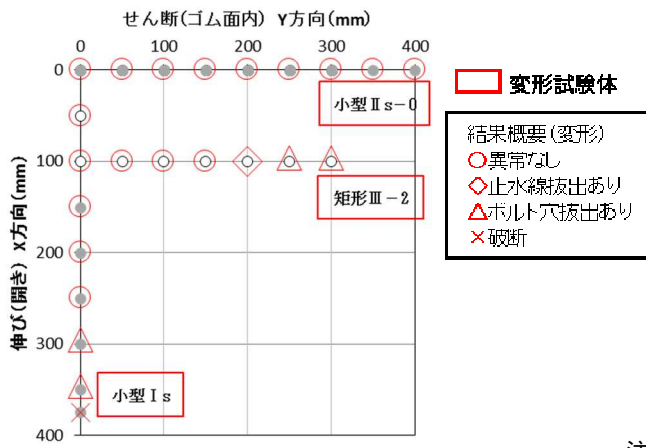 せん断(ゴム面内) Y方向(mm)
0 100 200 300 400
0
100
200
300
400
伸び(開き) X方向(mm)
小型Ⅱs-0
矩形Ⅲ-2
小型Ⅰs
変形試験体
結果概要(変形)
○異常なし
◇止水線抜出あり
△ボルト穴抜出あり
×破断